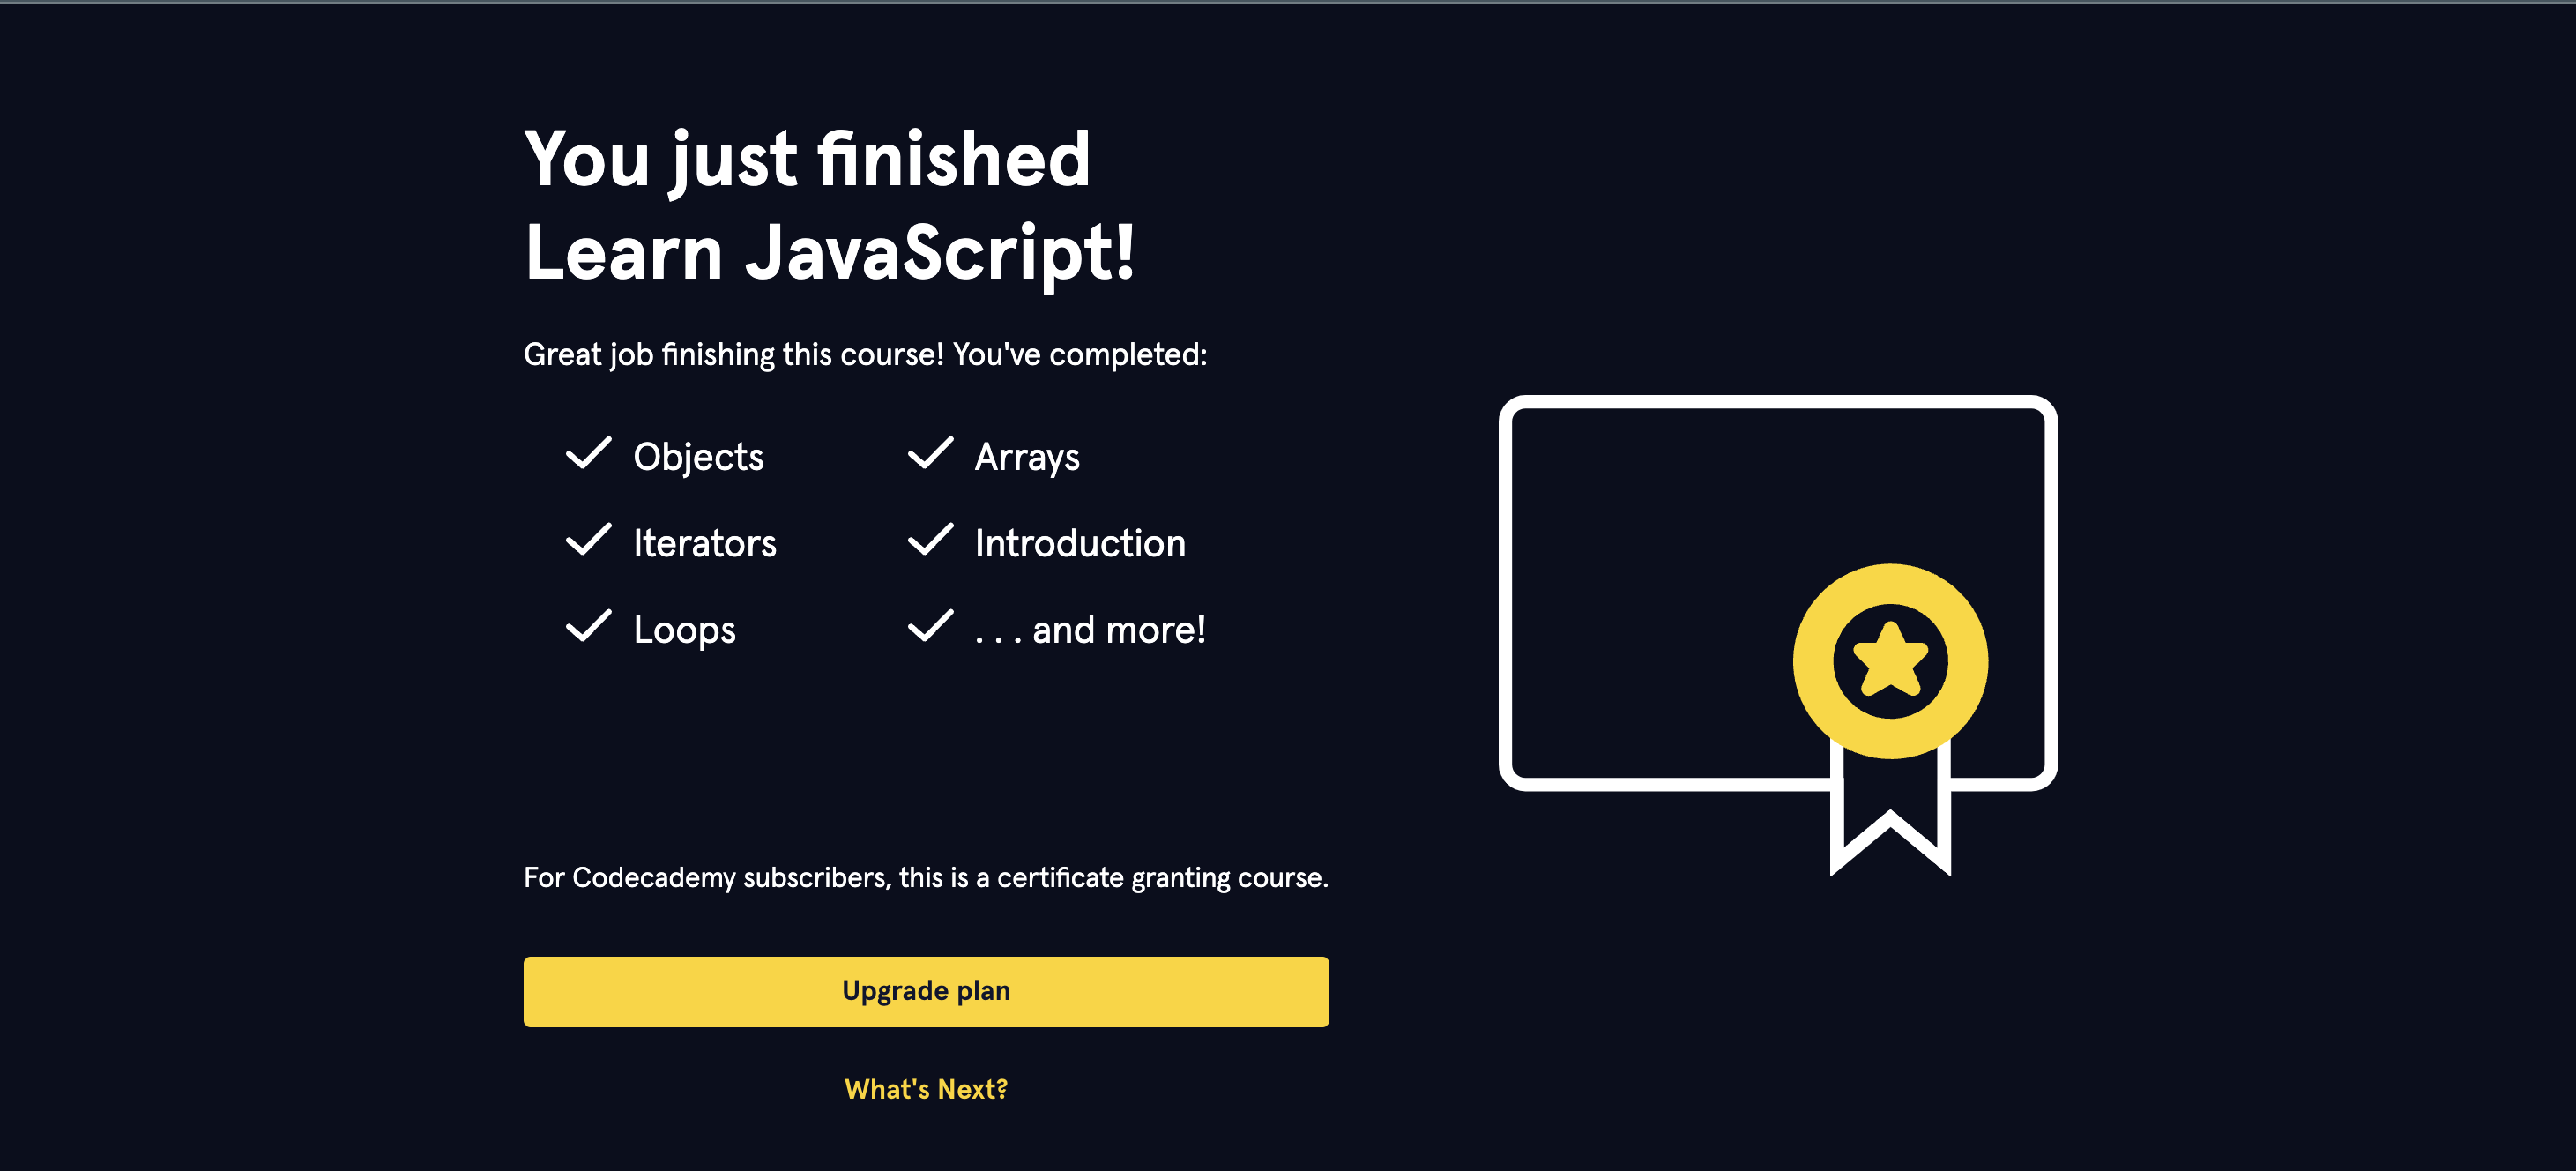 You just finished
Learn JavaScript!
Great job finishing this course! You've completed:
Objects
Arrays
Iterators
Introduction
Loops
. . . and more!
For Codecademy subscribers, this is a certificate granting course.
Upgrade plan
What's Next?